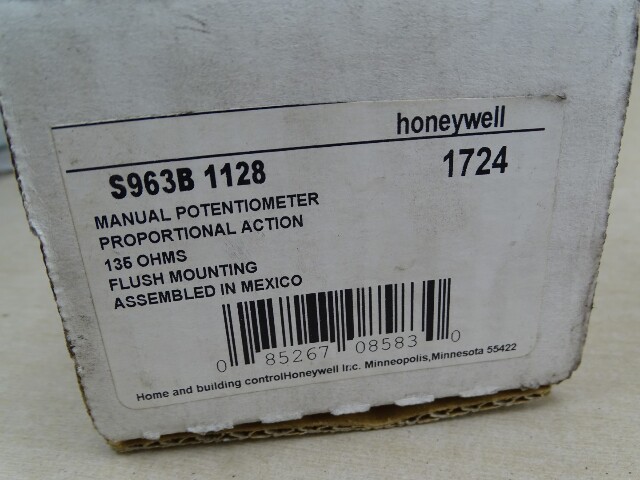 honeywell
S963B 1128 1724
MANUAL POTENTIOMETER
PROPORTIONAL ACTION
135 OHMS
FLUSH MOUNTING
ASSEMBLED IN MEXICO
0 85267 08583 0
Home and building controlHoneywell Inc. Minneopolis,Minnesota 55422